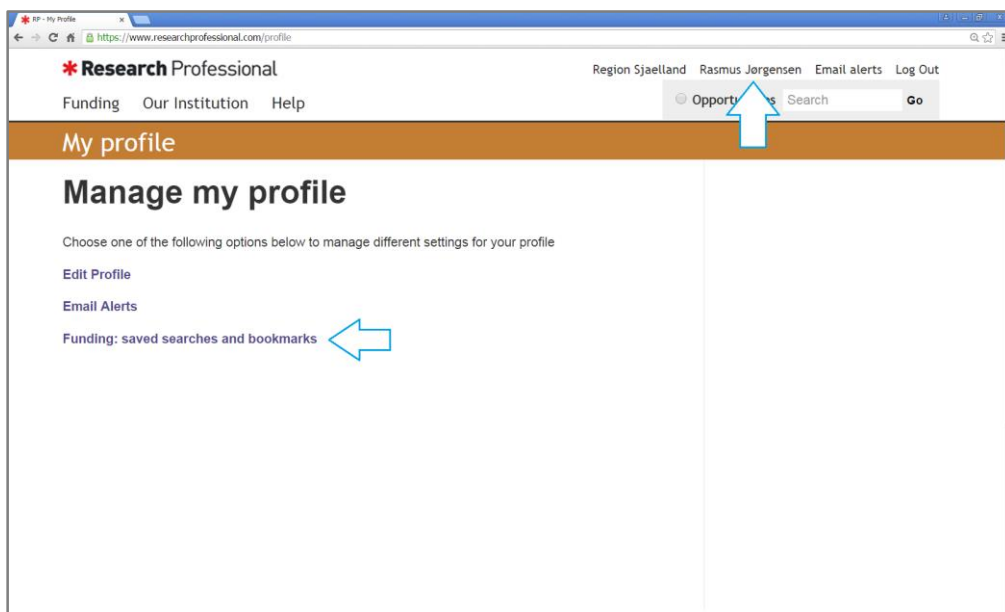 RP - My Profile
https://www.researchprofessional.com/profile
Research Professional
Region Sjaelland Rasmus Jørgensen Email alerts Log Out
Funding Our Institution Help
Search Go
My profile
Manage my profile
Choose one of the following options below to manage different settings for your profile
Edit Profile
Email Alerts
Funding: saved searches and bookmarks